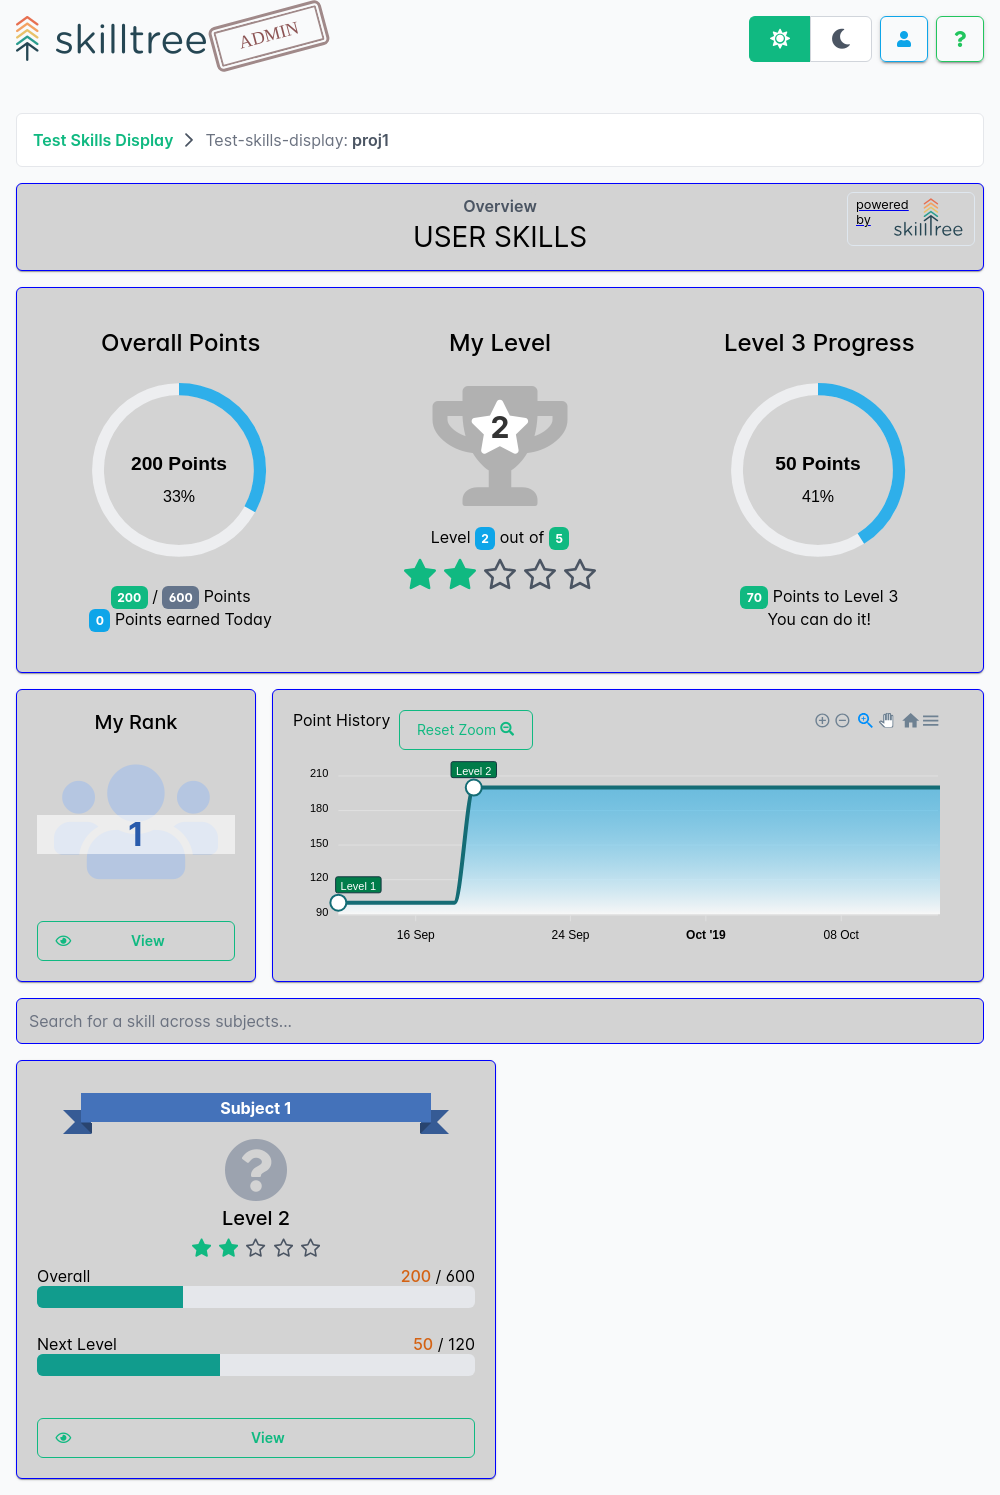 skilltree
ADMIN
?
Test Skills Display > Test-skills-display: proj1
Overview
USER SKILLS
powered by
skilltree
Overall Points
200 Points
33%
200 / 600 Points
0 Points earned Today
My Level
2
Level 2 out of 5
Level 3 Progress
50 Points
41%
70 Points to Level 3
You can do it!
My Rank
1
View
Point History
Reset Zoom
210
180
150
120
90
Level 1
Level 2
16 Sep
24 Sep
Oct '19
08 Oct
Search for a skill across subjects...
Subject 1
?
Level 2
Overall
200 / 600
Next Level
50 / 120
View